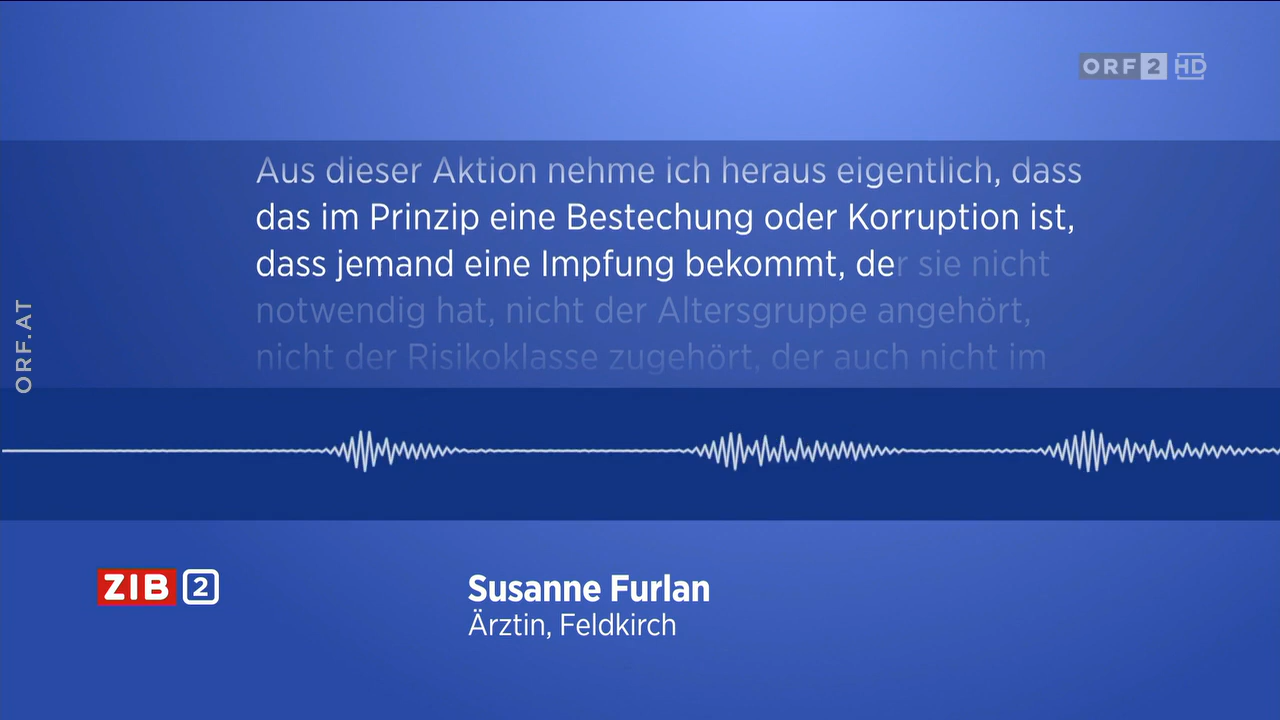 ORF 2 HD
Aus dieser Aktion nehme ich heraus eigentlich, dass
das im Prinzip eine Bestechung oder Korruption ist,
dass jemand eine Impfung bekommt, der sie nicht
notwendig hat, nicht der Altersgruppe angehört,
nicht der Risikoklasse zugehört, der auch nicht im
ORF.AT
ZIB 2
Susanne Furlan
Ärztin, Feldkirch